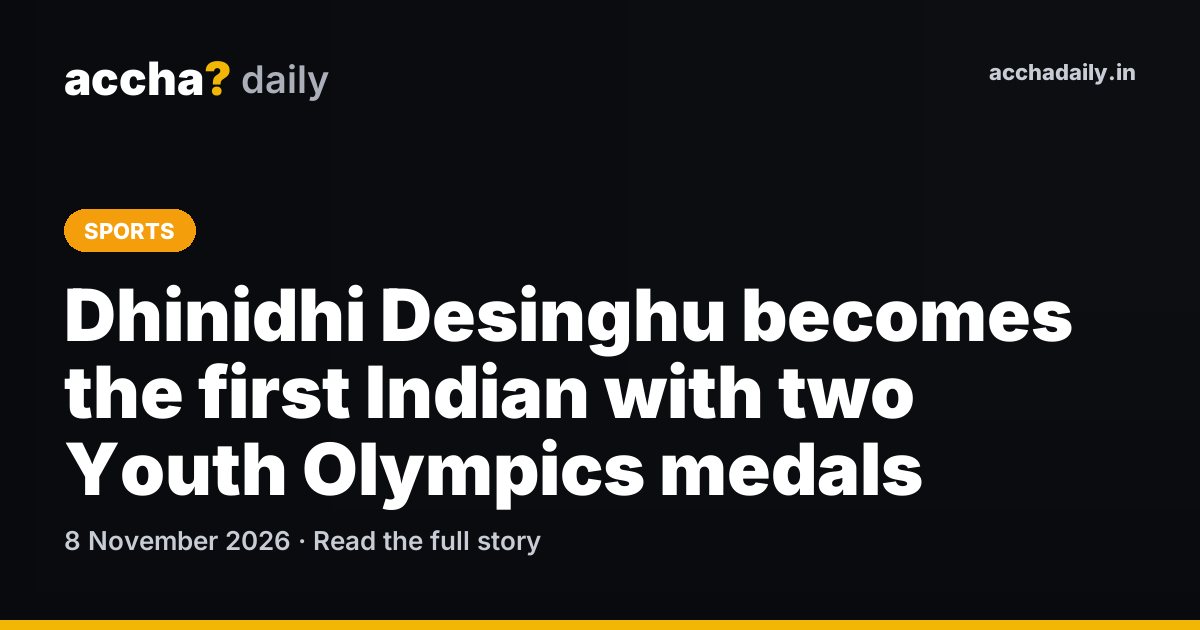 accha? daily
acchadaily.in
SPORTS
Dhinidhi Desinghu becomes
the first Indian with two
Youth Olympics medals
8 November 2026 · Read the full story